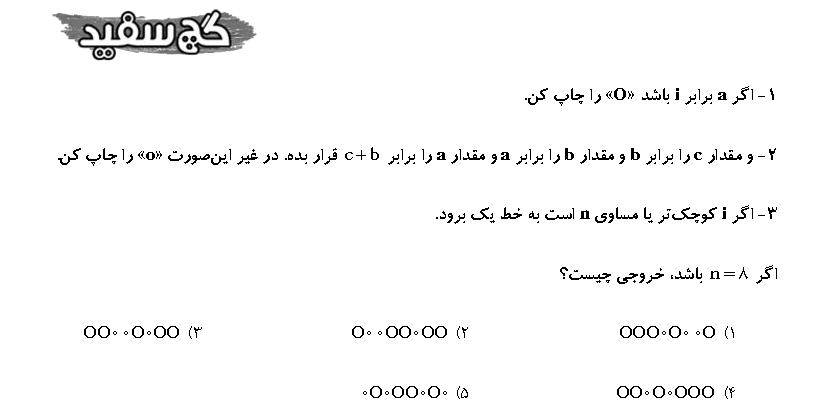 گچ سفید
۱- اگر a برابر i باشد «O» را چاپ کن.
۲- و مقدار c را برابر b و مقدار b را برابر a و مقدار a را برابر c+b قرار بده. در غیر این‌صورت «o» را چاپ کن.
۳- اگر i کوچک‌تر یا مساوی n است به خط یک برود.
اگر n=۸ باشد، خروجی چیست؟
۱) OOO∘O∘∘O ۲) O∘∘OO∘OO ۳) OO∘∘O∘OO
۴) OO∘O∘OOO ۵) ∘O∘OO∘O∘